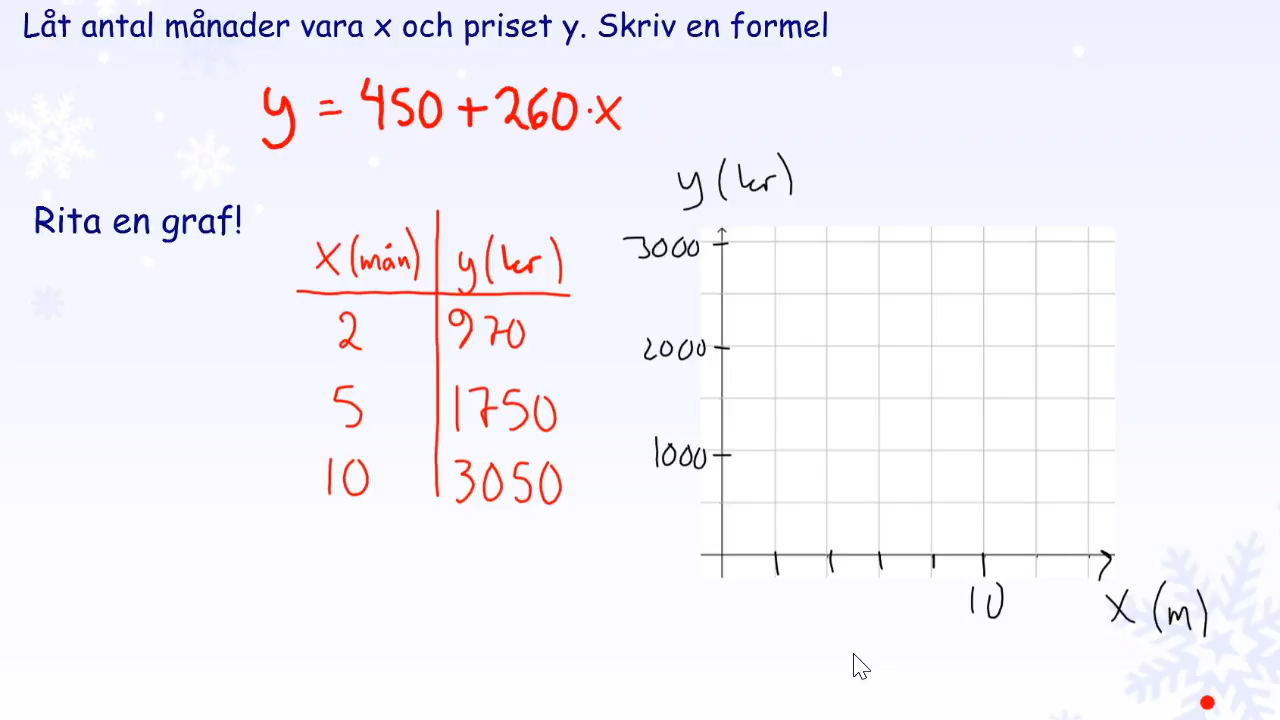 Låt antal månader vara x och priset y. Skriv en formel
y = 450 + 260 · x
Rita en graf!
x (mån) y (kr)
2 970
5 1750
10 3050
y (kr)
3000
2000
1000
10
x (m)